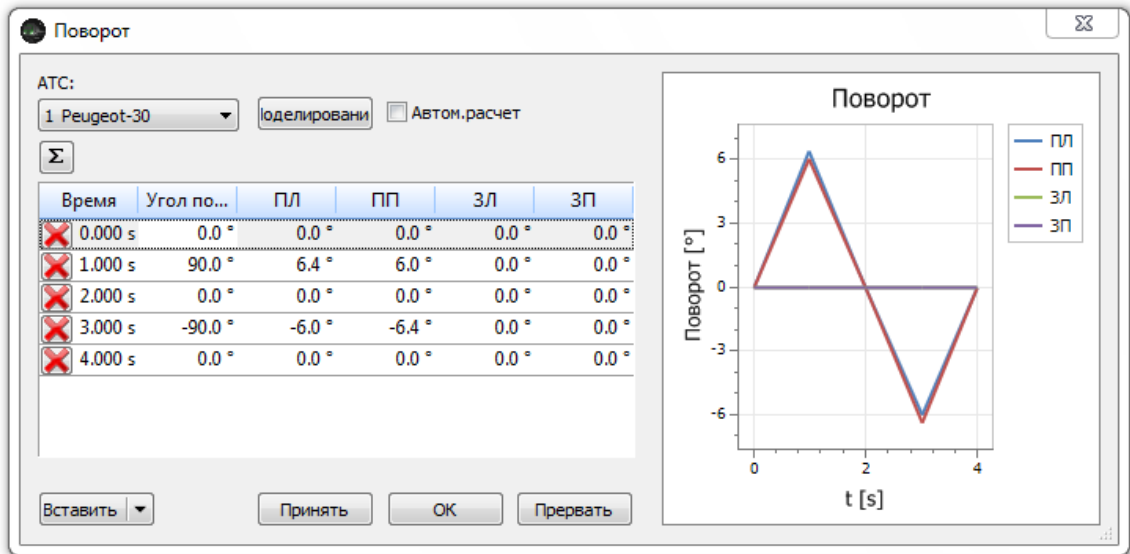 Поворот
АТС:
1 Peugeot-30
оделировани
Автом.расчет
Σ
Время Угол по... ПЛ ПП ЗЛ ЗП
0.000 s 0.0 ° 0.0 ° 0.0 ° 0.0 ° 0.0 °
1.000 s 90.0 ° 6.4 ° 6.0 ° 0.0 ° 0.0 °
2.000 s 0.0 ° 0.0 ° 0.0 ° 0.0 ° 0.0 °
3.000 s -90.0 ° -6.0 ° -6.4 ° 0.0 ° 0.0 °
4.000 s 0.0 ° 0.0 ° 0.0 ° 0.0 ° 0.0 °
Вставить
Принять
ОК
Прервать
Поворот
Поворот [°]
6
3
0
-3
-6
0 2 4
t [s]
ПЛ
ПП
ЗЛ
ЗП